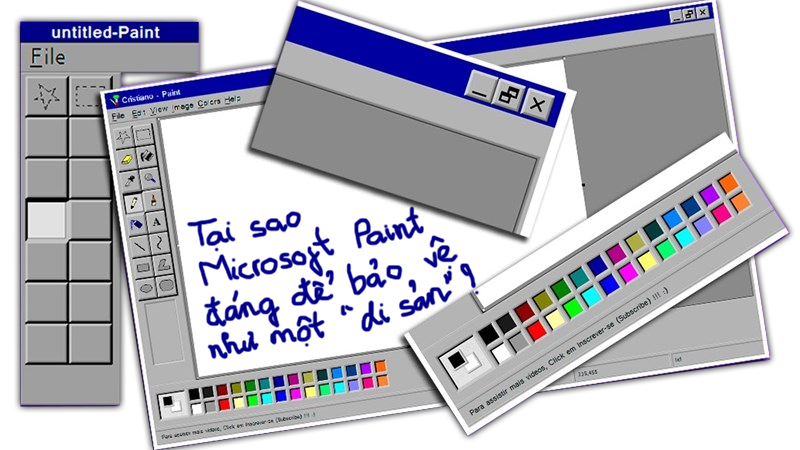 untitled-Paint
File
Cristiano - Paint
File Edit View Image Colors Help
A
Tại sao
Microsoft Paint
đáng để bảo vệ
như một "di sản"?
Para assistir mais vídeos, Click em Inscrever-se (Subscribe) !!! :)
Para assistir mais vídeos, Click em Inscrever-se (Subscribe) !!! :)